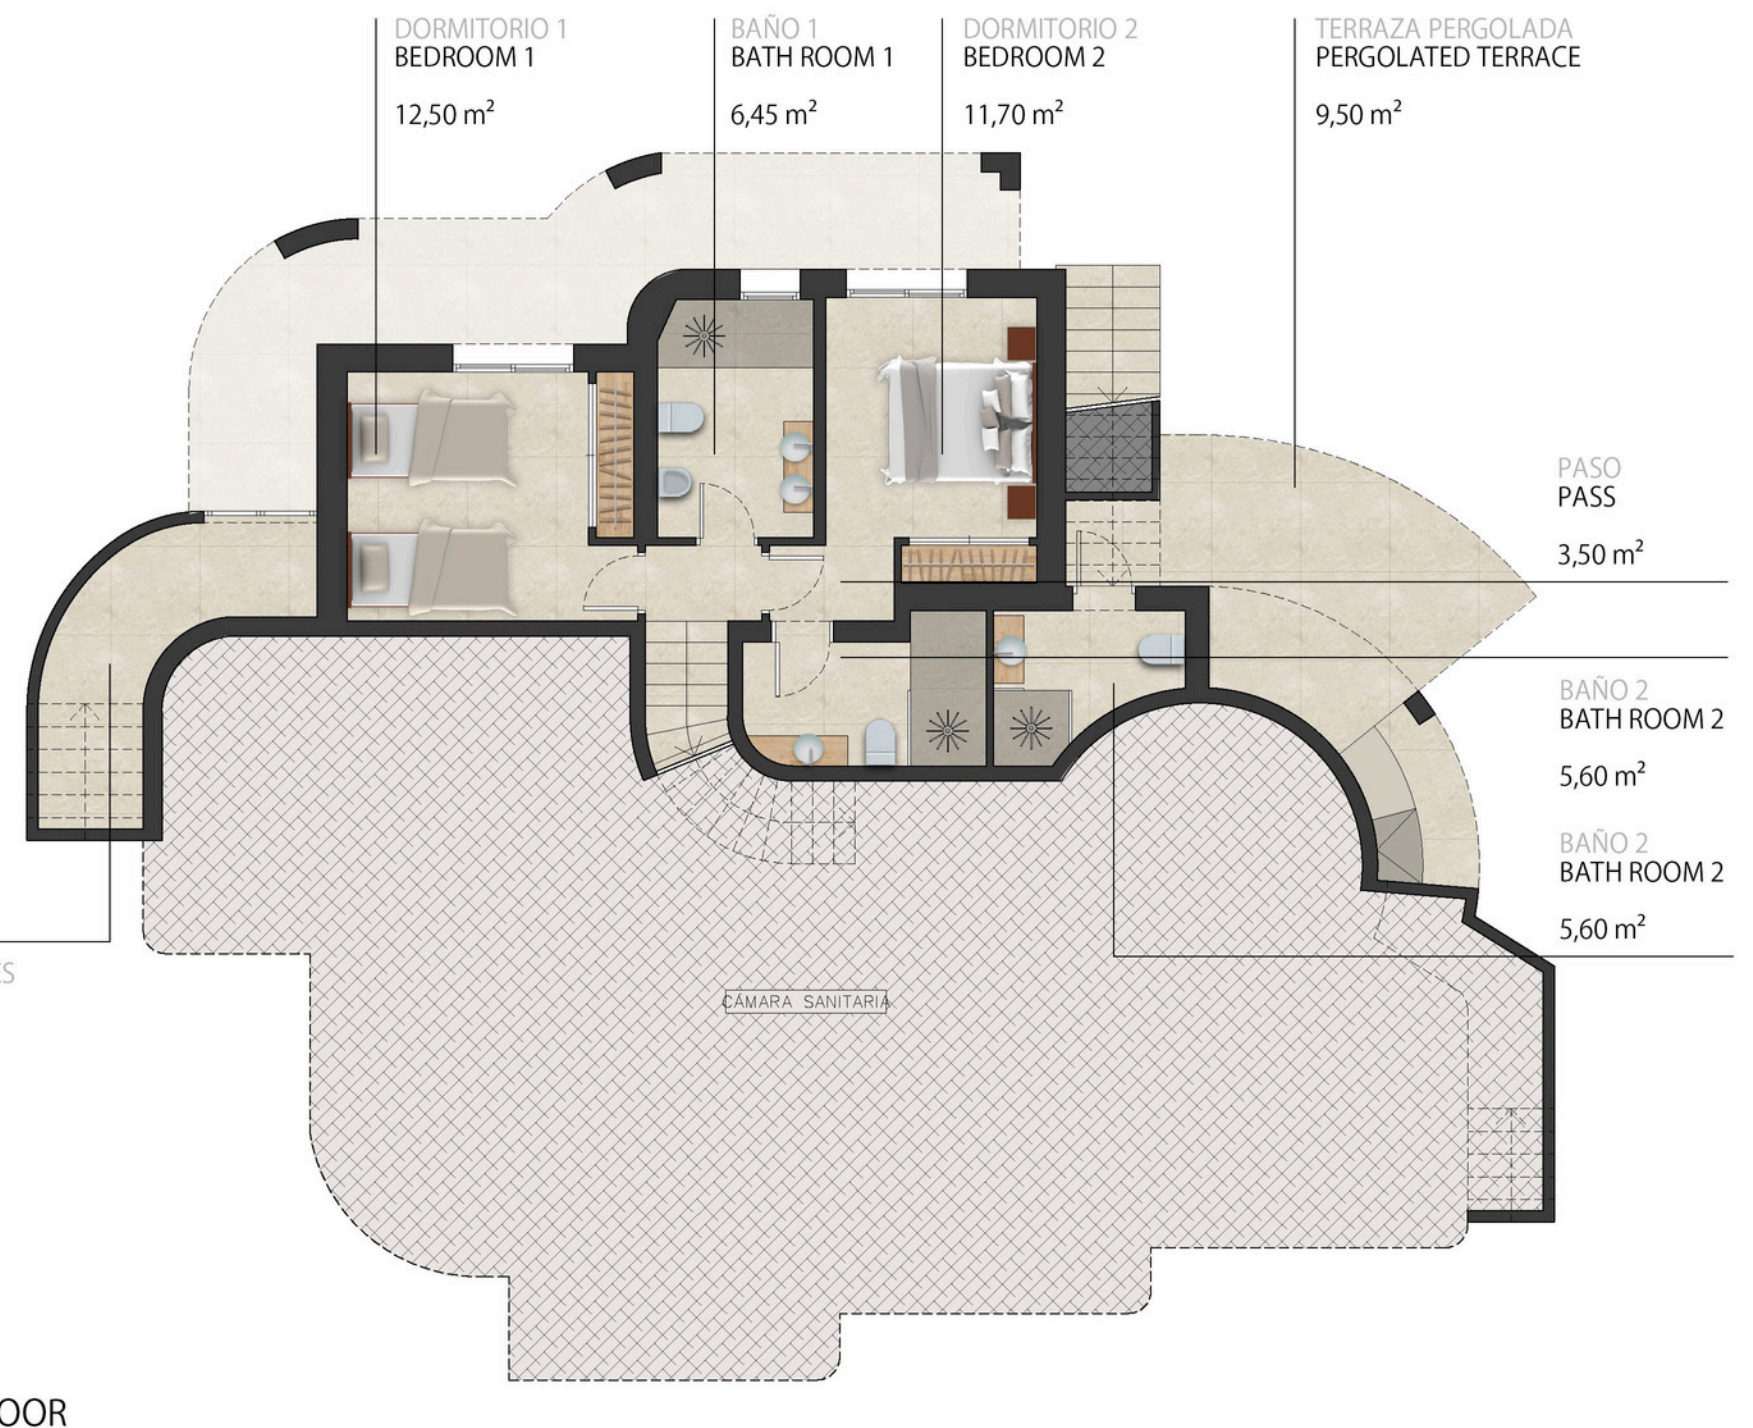 DORMITORIO 1
BEDROOM 1
12,50 m²
BAÑO 1
BATH ROOM 1
6,45 m²
DORMITORIO 2
BEDROOM 2
11,70 m²
TERRAZA PERGOLADA
PERGOLATED TERRACE
9,50 m²
PASO
PASS
3,50 m²
BAÑO 2
BATH ROOM 2
5,60 m²
BAÑO 2
BATH ROOM 2
5,60 m²
CÁMARA SANITARIA